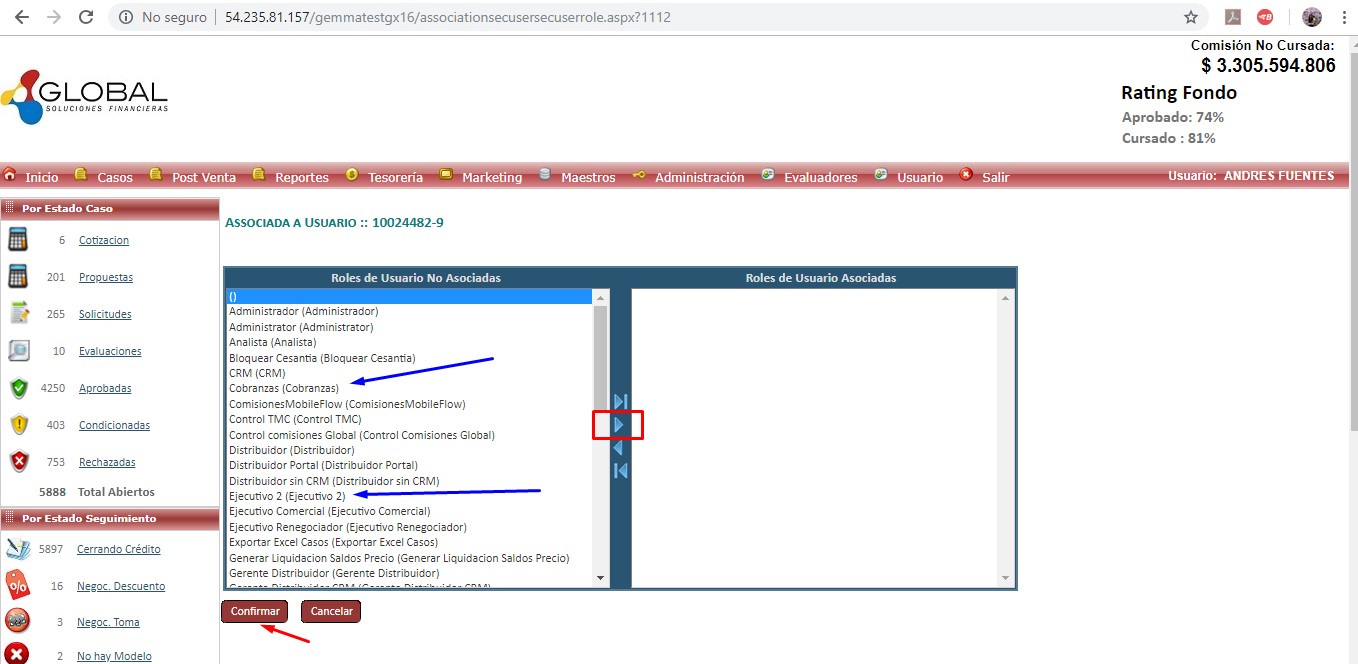 No seguro
54.235.81.157/gemmatestgx16/associationsecusersecuserrole.aspx?1112
Comisión No Cursada:
$ 3.305.594.806
Rating Fondo
Aprobado: 74%
Cursado : 81%
GLOBAL
SOLUCIONES FINANCIERAS
Inicio Casos Post Venta Reportes Tesorería Marketing Maestros Administración Evaluadores Usuario Salir Usuario: ANDRES FUENTES
Por Estado Caso
6 Cotizacion
201 Propuestas
265 Solicitudes
10 Evaluaciones
4250 Aprobadas
403 Condicionadas
753 Rechazadas
5888 Total Abiertos
Por Estado Seguimiento
5897 Cerrando Crédito
16 Negoc. Descuento
3 Negoc. Toma
2 No hay Modelo
ASSOCIADA A USUARIO :: 10024482-9
Roles de Usuario No Asociadas
()
Administrador (Administrador)
Administrator (Administrator)
Analista (Analista)
Bloquear Cesantia (Bloquear Cesantia)
CRM (CRM)
Cobranzas (Cobranzas)
ComisionesMobileFlow (ComisionesMobileFlow)
Control TMC (Control TMC)
Control comisiones Global (Control Comisiones Global)
Distribuidor (Distribuidor)
Distribuidor Portal (Distribuidor Portal)
Distribuidor sin CRM (Distribuidor sin CRM)
Ejecutivo 2 (Ejecutivo 2)
Ejecutivo Comercial (Ejecutivo Comercial)
Ejecutivo Renegociador (Ejecutivo Renegociador)
Exportar Excel Casos (Exportar Excel Casos)
Generar Liquidacion Saldos Precio (Generar Liquidacion Saldos Precio)
Gerente Distribuidor (Gerente Distribuidor)
Gerente Distribuidor CRM (Gerente Distribuidor CRM)
Roles de Usuario Asociadas
Confirmar Cancelar